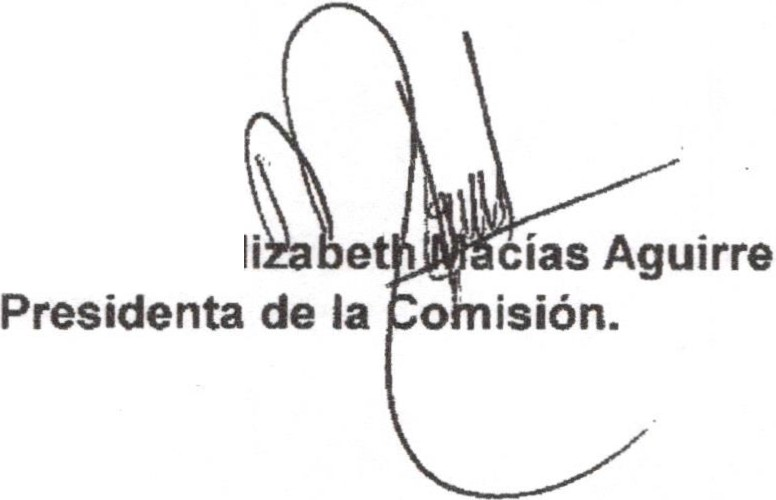 lizabeth Macías Aguirre
Presidenta de la Comisión.